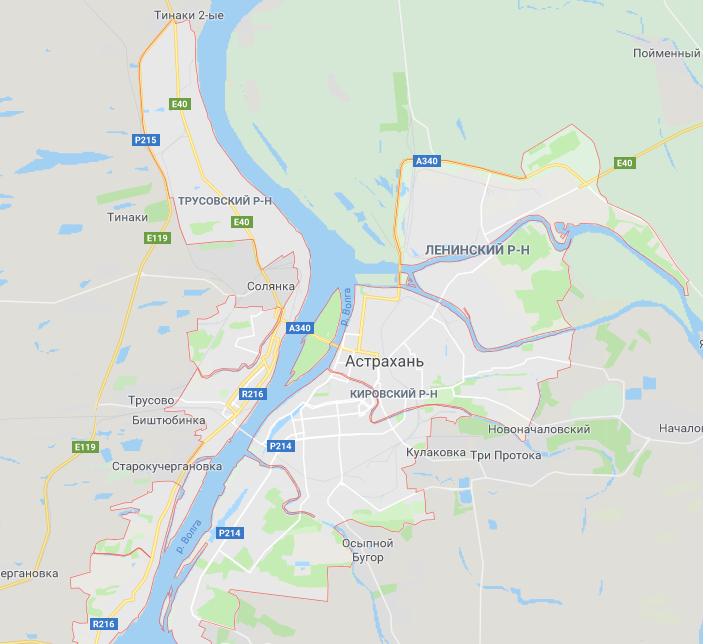 Тинаки 2-ые
Пойменный
E40
P215
A340
E40
ТРУСОВСКИЙ Р-Н
Тинаки
E40
E119
ЛЕНИНСКИЙ Р-Н
Солянка
р. Волга
A340
Астрахань
R216
КИРОВСКИЙ Р-Н
Трусово
Биштюбинка
Новоначаловский
Начало
E119
P214
Кулаковка
Три Протока
Старокучергановка
р. Волга
P214
Осыпной
Бугор
ергановка
R216